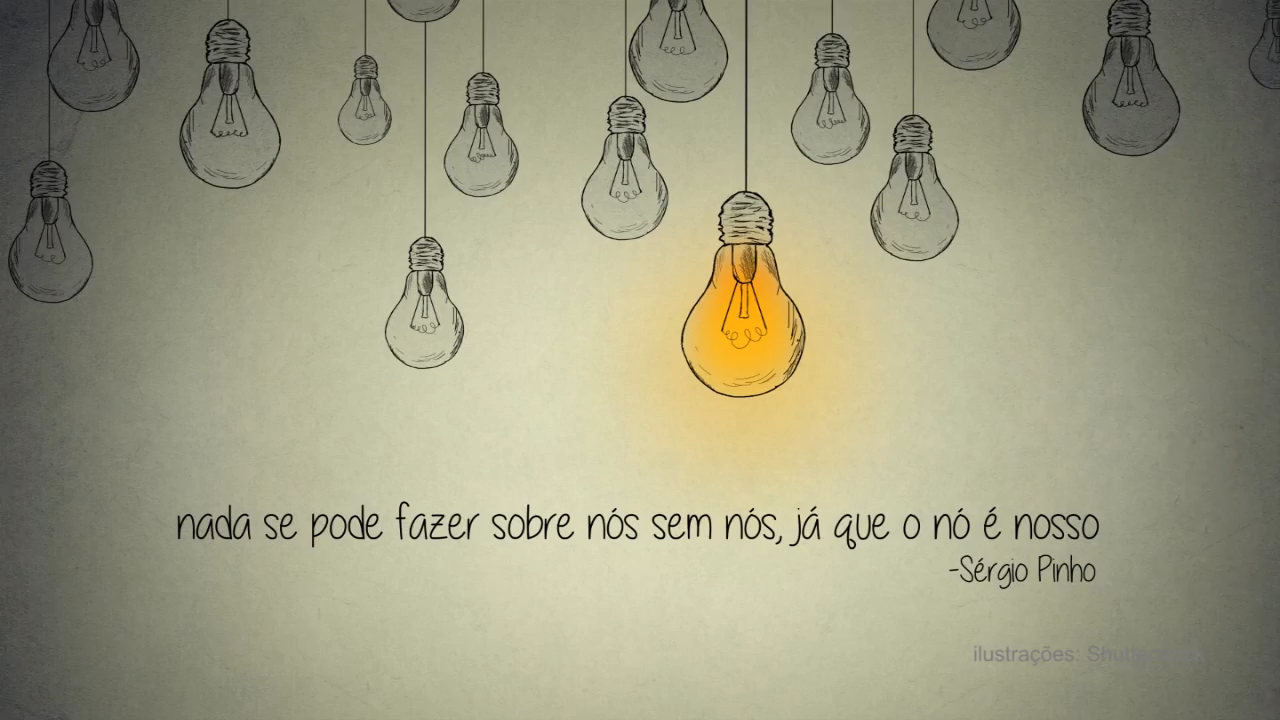 nada se pode fazer sobre nós sem nós, já que o nó é nosso
-Sérgio Pinho
ilustrações: